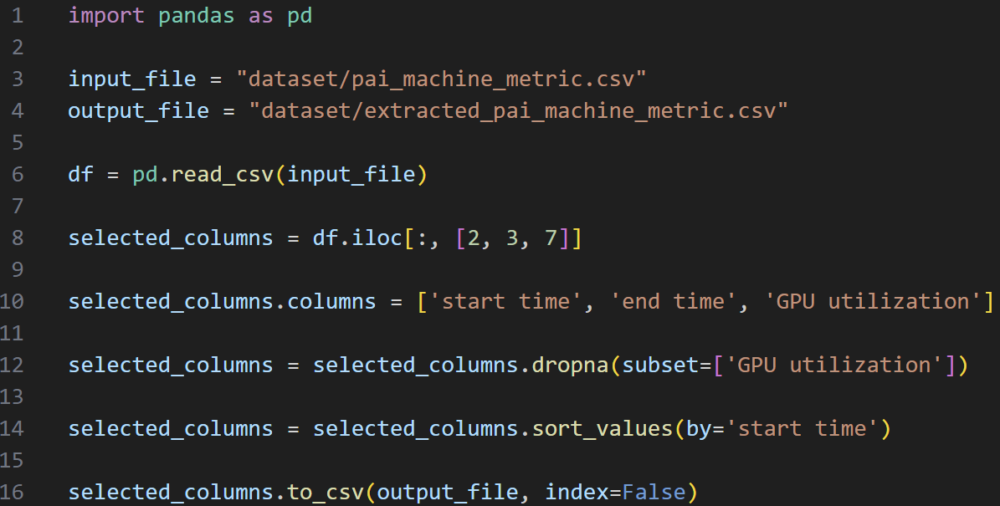 1 import pandas as pd
2
3 input_file = "dataset/pai_machine_metric.csv"
4 output_file = "dataset/extracted_pai_machine_metric.csv"
5
6 df = pd.read_csv(input_file)
7
8 selected_columns = df.iloc[:, [2, 3, 7]]
9
10 selected_columns.columns = ['start time', 'end time', 'GPU utilization']
11
12 selected_columns = selected_columns.dropna(subset=['GPU utilization'])
13
14 selected_columns = selected_columns.sort_values(by='start time')
15
16 selected_columns.to_csv(output_file, index=False)